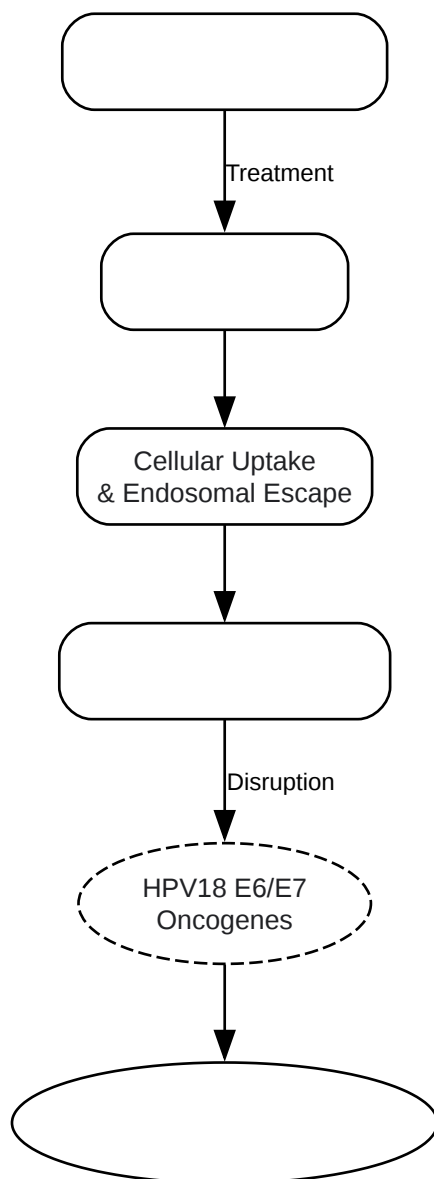 Treatment
Cellular Uptake
& Endosomal Escape
Disruption
HPV18 E6/E7
Oncogenes